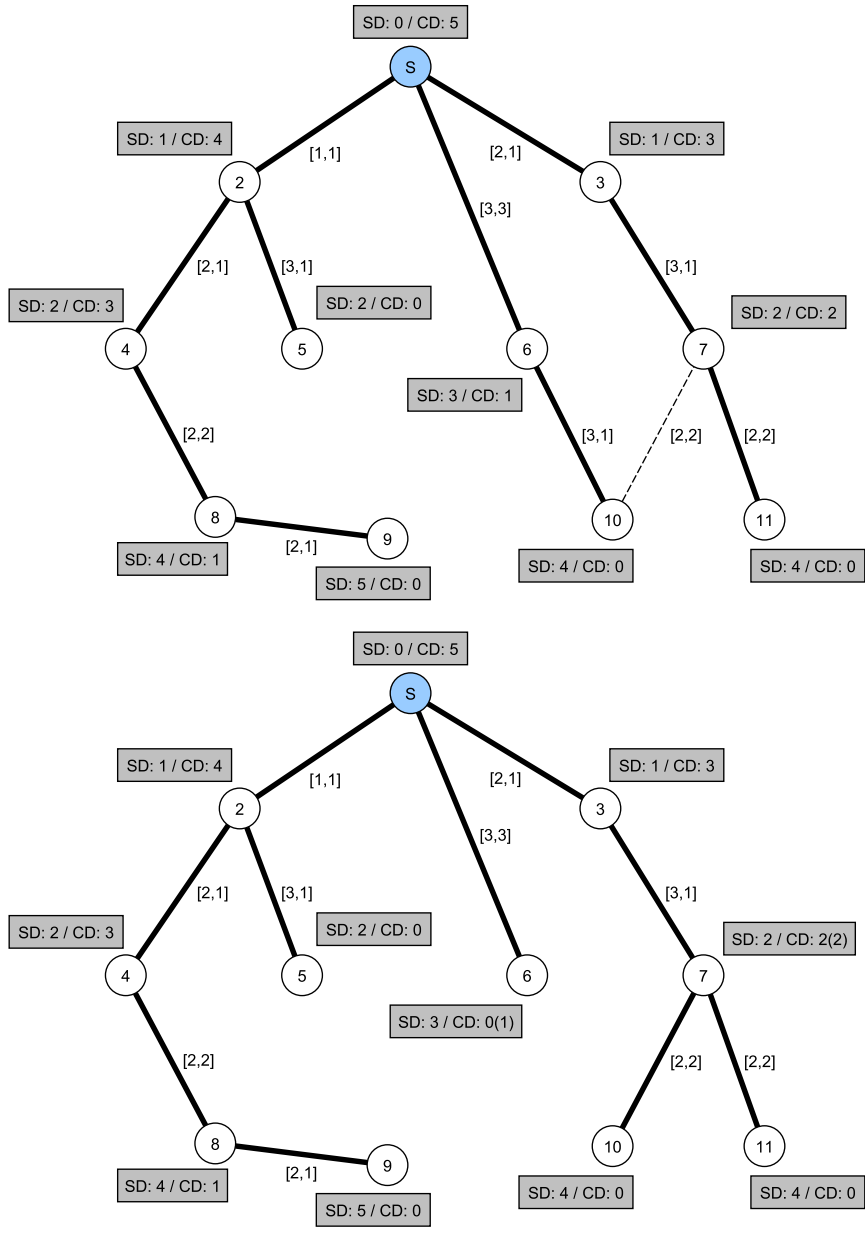 SD: 0 / CD: 5
S
SD: 1 / CD: 4
SD: 1 / CD: 3
[1,1]
[2,1]
2
3
[3,3]
[2,1]
[3,1]
[3,1]
SD: 2 / CD: 3
SD: 2 / CD: 0
SD: 2 / CD: 2
4
5
6
7
SD: 3 / CD: 1
[2,2]
[3,1]
[2,2]
[2,2]
8
9
10
11
[2,1]
SD: 4 / CD: 1
SD: 5 / CD: 0
SD: 4 / CD: 0
SD: 4 / CD: 0
SD: 0 / CD: 5
S
SD: 1 / CD: 4
SD: 1 / CD: 3
[1,1]
[2,1]
2
3
[3,3]
[2,1]
[3,1]
[3,1]
SD: 2 / CD: 3
SD: 2 / CD: 0
SD: 2 / CD: 2(2)
4
5
6
7
SD: 3 / CD: 0(1)
[2,2]
[2,2]
[2,2]
8
9
10
11
[2,1]
SD: 4 / CD: 1
SD: 5 / CD: 0
SD: 4 / CD: 0
SD: 4 / CD: 0